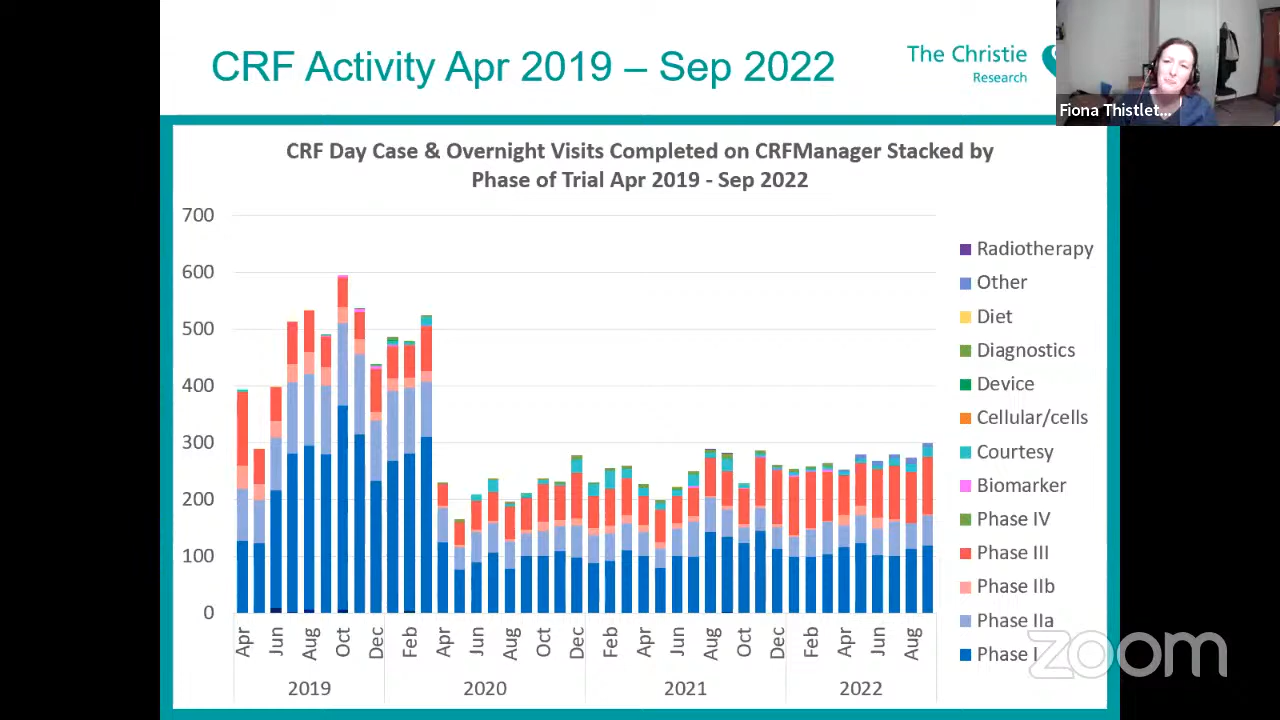 CRF Activity Apr 2019 – Sep 2022
The Christie
Research
Fiona Thistlet...
CRF Day Case & Overnight Visits Completed on CRFManager Stacked by
Phase of Trial Apr 2019 - Sep 2022
700
600
500
400
300
200
100
0
Apr Jun Aug Oct Dec Feb Apr Jun Aug Oct Dec Feb Apr Jun Aug Oct Dec Feb Apr Jun Aug
2019 2020 2021 2022
Radiotherapy
Other
Diet
Diagnostics
Device
Cellular/cells
Courtesy
Biomarker
Phase IV
Phase III
Phase IIb
Phase IIa
Phase I
zoom